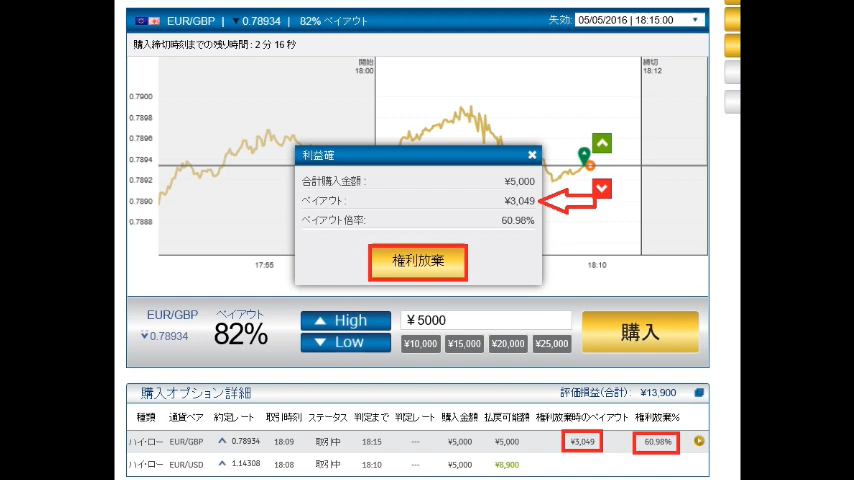 EUR/GBP | ▼0.78934 | 82% ペイアウト 失効: 05/05/2016 | 18:15:00
購入締切時刻までの残り時間 : 2 分 16 秒
開始 18:00
締切 18:12
0.7900
0.7898
0.7896
0.7894
0.7892
0.7890
0.7888
17:55
18:10
利益確
合計購入金額 : ¥5,000
ペイアウト: ¥3,049
ペイアウト倍率: 60.98%
権利放棄
EUR/GBP
0.78934
ペイアウト
82%
High
Low
¥ 5000
¥10,000 ¥15,000 ¥20,000 ¥25,000
購入
購入オプション詳細 評価損益(合計): ¥13,900
種類 通貨ペア 約定レート 取引時刻 ステータス 判定まで 判定レート 購入金額 払戻可能額 権利放棄時のペイアウト 権利放棄%
ハイ・ロー EUR/GBP 0.78934 18:09 取引中 18:15 --- ¥5,000 ¥5,000 ¥3,049 60.98%
ハイ・ロー EUR/USD 1.14308 18:08 取引中 18:10 --- ¥5,000 ¥8,900